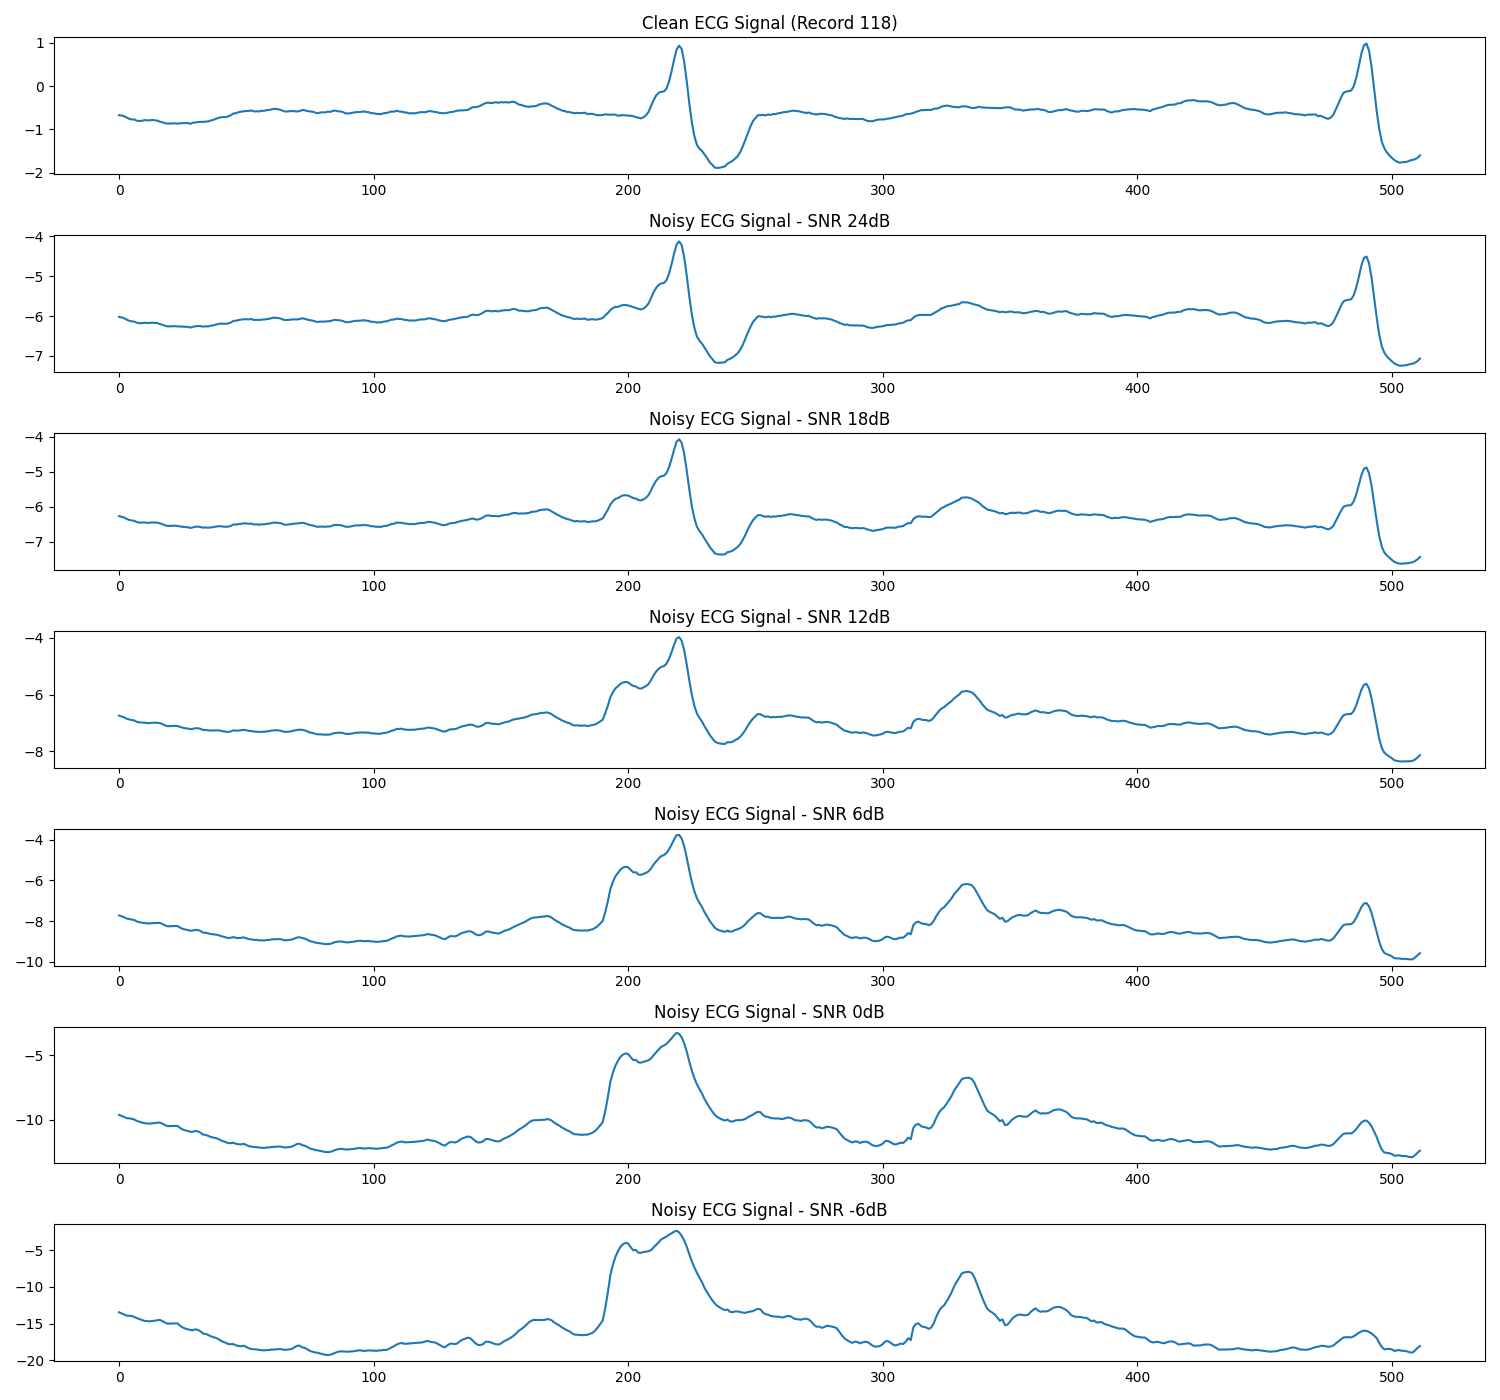 Clean ECG Signal (Record 118)
1
0
−1
−2
0 100 200 300 400 500
Noisy ECG Signal - SNR 24dB
−4
−5
−6
−7
0 100 200 300 400 500
Noisy ECG Signal - SNR 18dB
−4
−5
−6
−7
0 100 200 300 400 500
Noisy ECG Signal - SNR 12dB
−4
−6
−8
0 100 200 300 400 500
Noisy ECG Signal - SNR 6dB
−4
−6
−8
−10
0 100 200 300 400 500
Noisy ECG Signal - SNR 0dB
−5
−10
0 100 200 300 400 500
Noisy ECG Signal - SNR -6dB
−5
−10
−15
−20
0 100 200 300 400 500